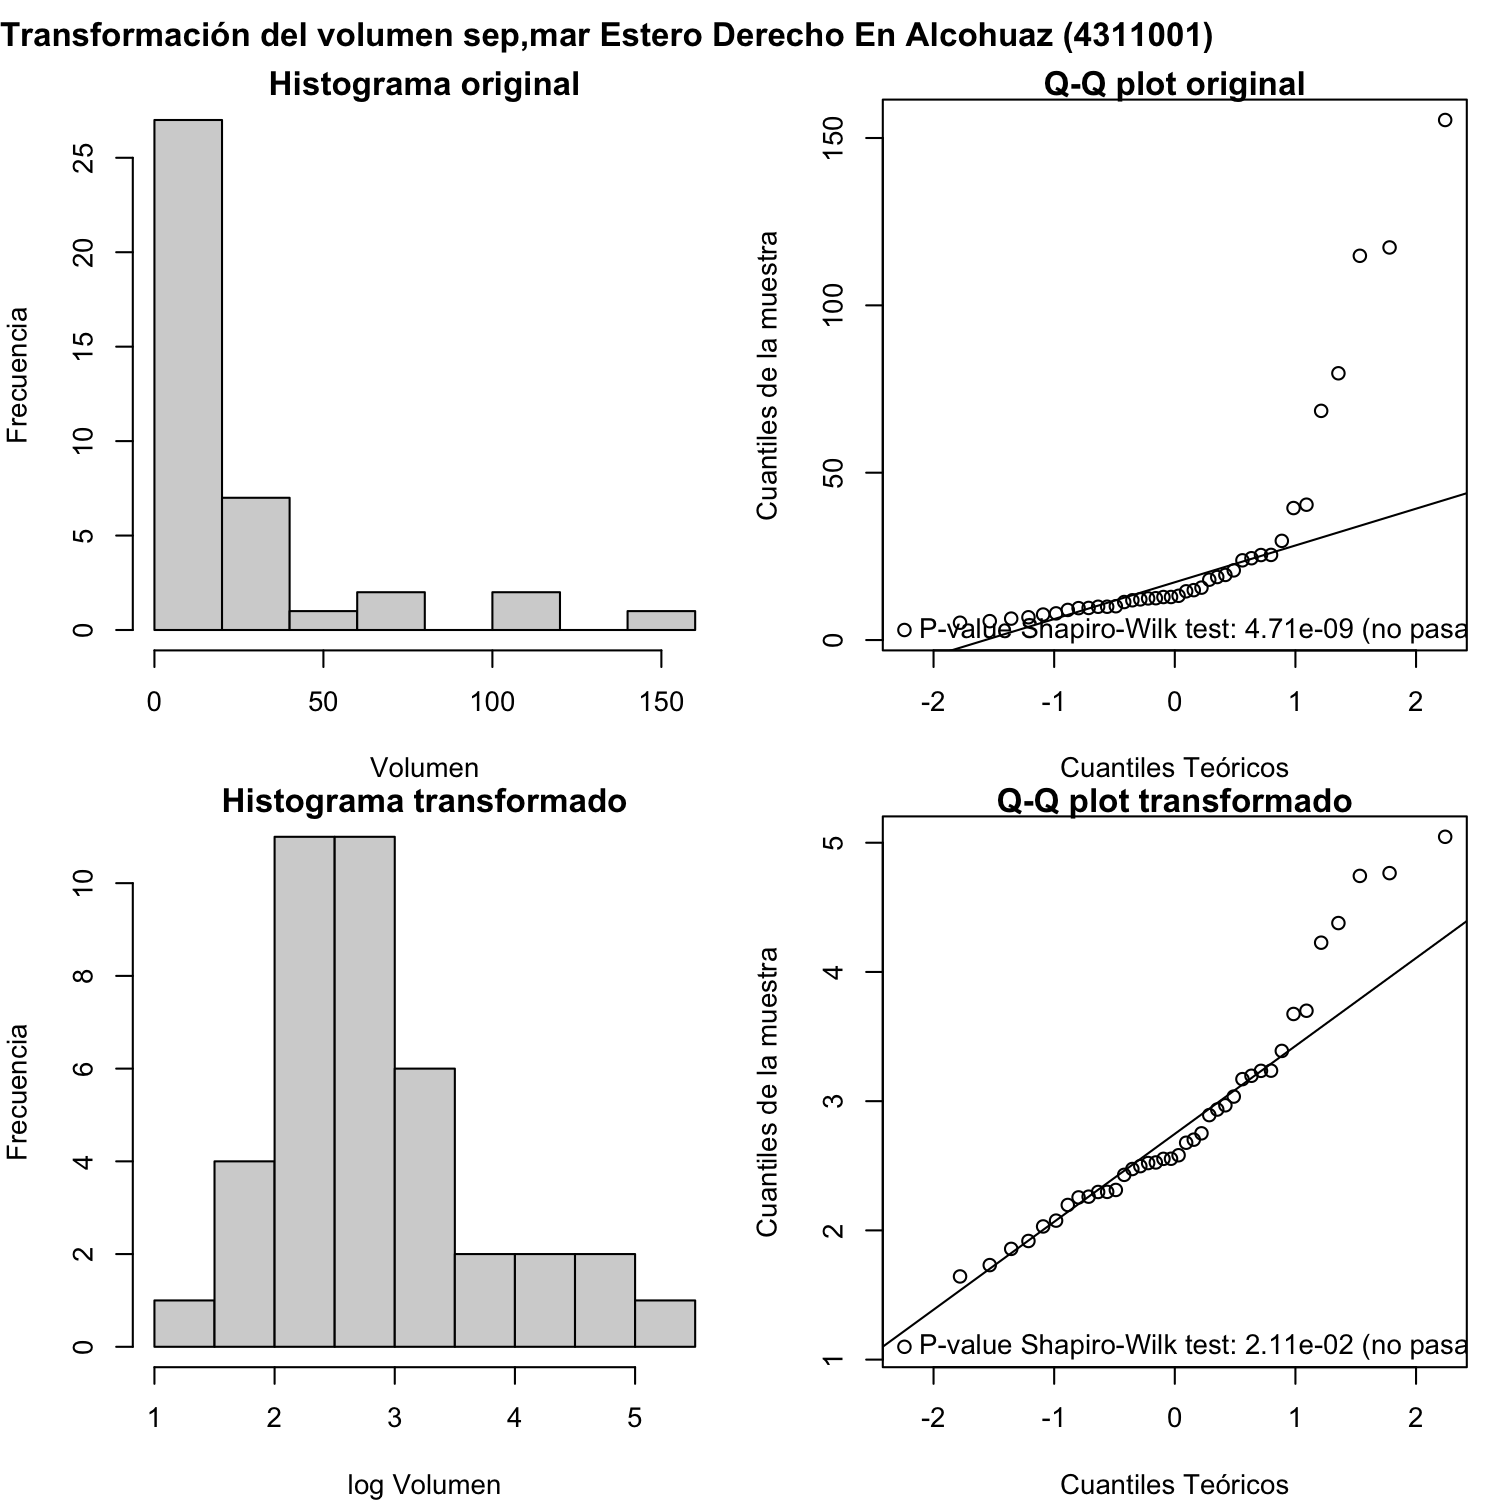 Transformación del volumen sep,mar Estero Derecho En Alcohuaz (4311001)
Histograma original
Frecuencia
25
20
15
10
5
0
0 50 100 150
Volumen
Q-Q plot original
Cuantiles de la muestra
150
100
50
0
P-value Shapiro-Wilk test: 4.71e-09 (no pasa
-2 -1 0 1 2
Cuantiles Teóricos
Histograma transformado
Frecuencia
10
8
6
4
2
0
1 2 3 4 5
log Volumen
Q-Q plot transformado
Cuantiles de la muestra
5
4
3
2
1
P-value Shapiro-Wilk test: 2.11e-02 (no pasa
-2 -1 0 1 2
Cuantiles Teóricos